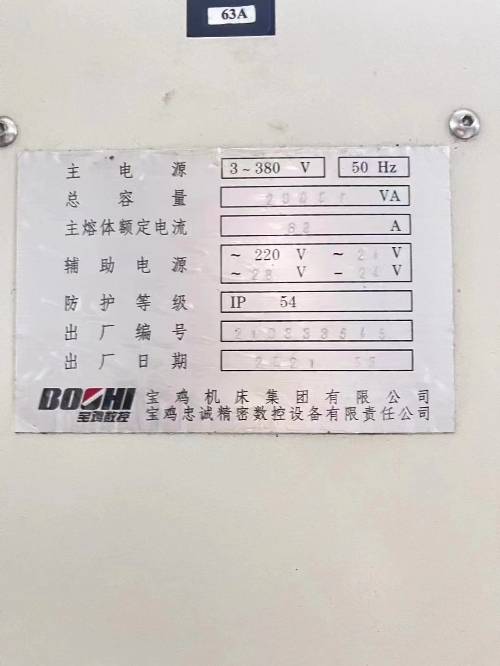 63A
主电源 3~380 V 50 Hz
总容量 VA
主熔体额定电流 A
辅助电源 ~ 220 V ~ 24 V
~ 28 V – 24 V
防护等级 IP 54
出厂编号
出厂日期
BOCHI 宝鸡机床集团有限公司
宝鸡数控 宝鸡忠诚精密数控设备有限责任公司